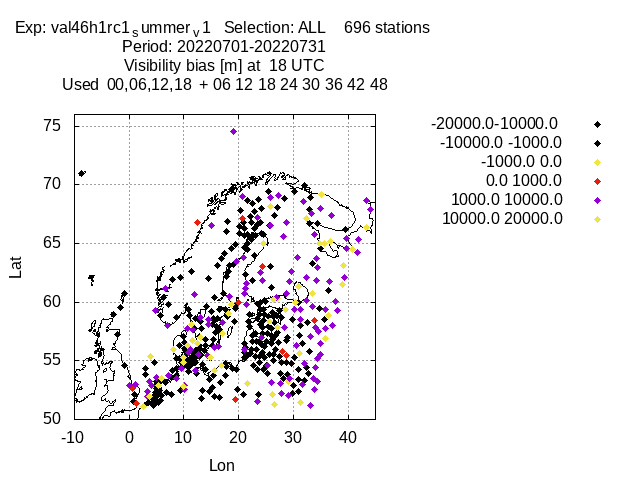 Exp: val46h1rc1summerv1 Selection: ALL 696 stations
Period: 20220701-20220731
Visibility bias [m] at 18 UTC
Used 00,06,12,18 + 06 12 18 24 30 36 42 48
-20000.0-10000.0
-10000.0 -1000.0
-1000.0 0.0
0.0 1000.0
1000.0 10000.0
10000.0 20000.0
75
70
65
60
55
50
Lat
-10 0 10 20 30 40
Lon